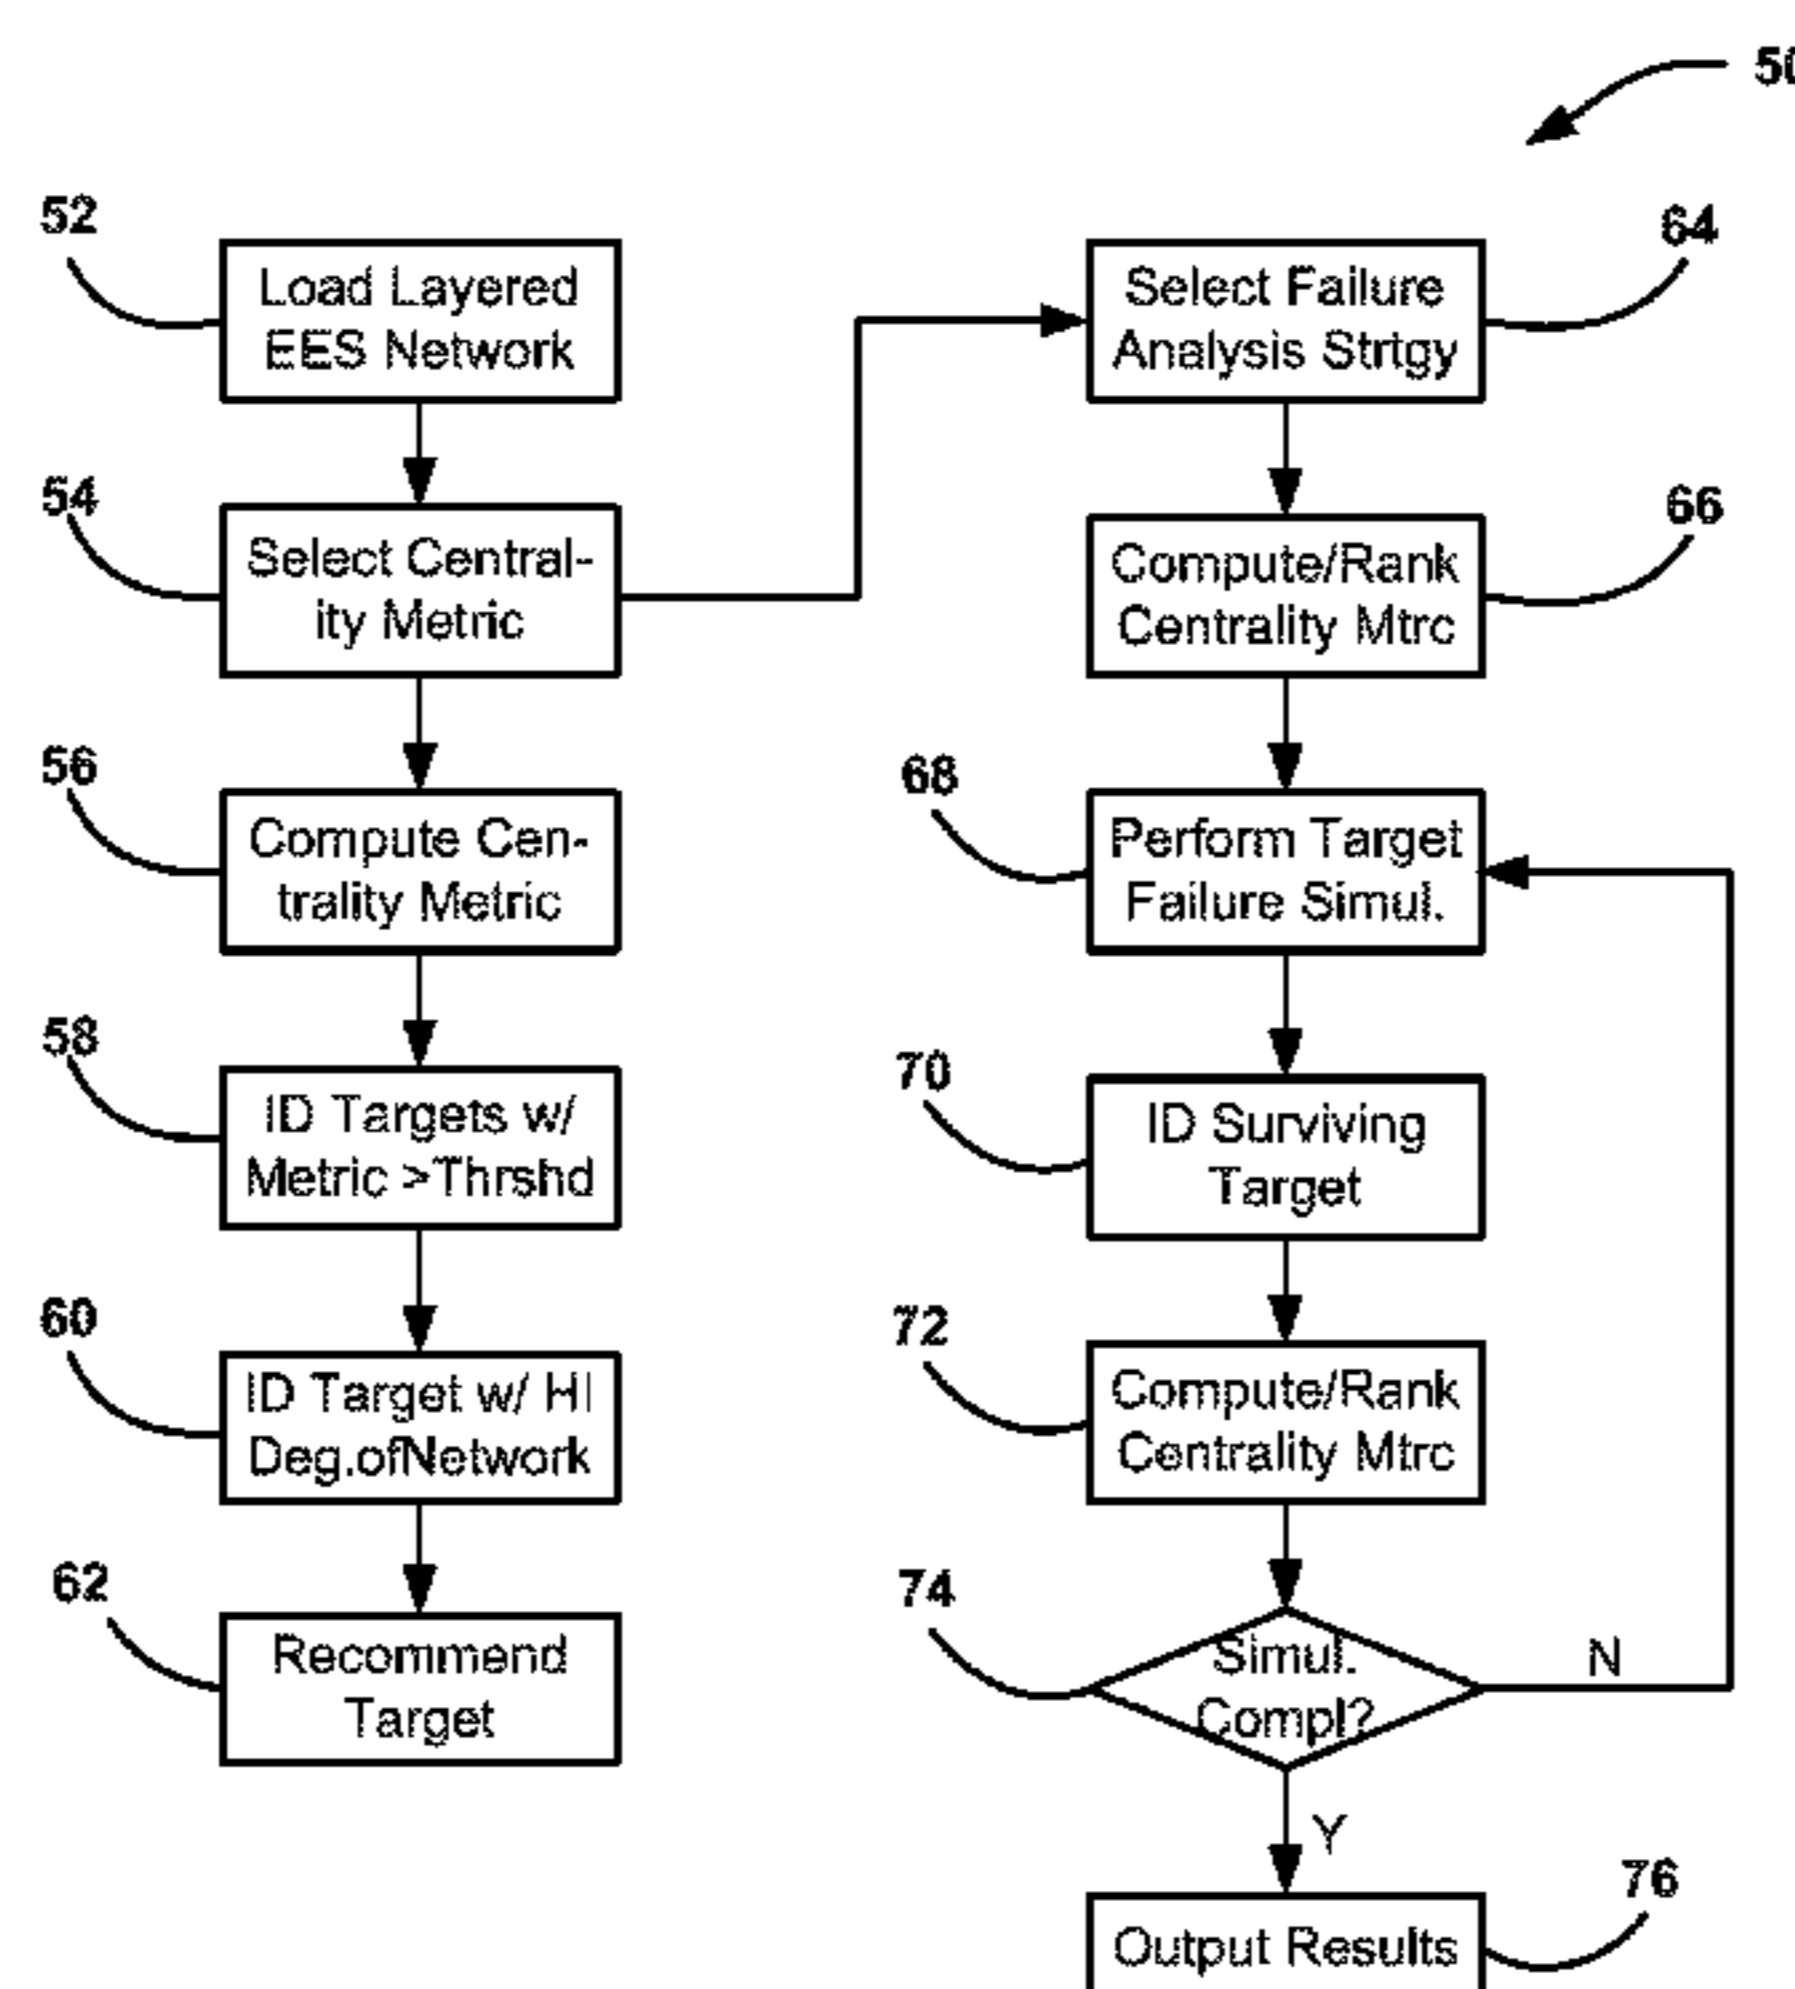 50
52
Load Layered
EES Network
54
Select Central-
ity Metric
56
Compute Cen-
trality Metric
58
ID Targets w/
Metric >Thrshd
60
ID Target w/ HI
Deg.ofNetwork
62
Recommend
Target
64
Select Failure
Analysis Strtgy
66
Compute/Rank
Centrality Mtrc
68
Perform Target
Failure Simul.
70
ID Surviving
Target
72
Compute/Rank
Centrality Mtrc
74
Simul.
Compl?
N
Y
76
Output Results